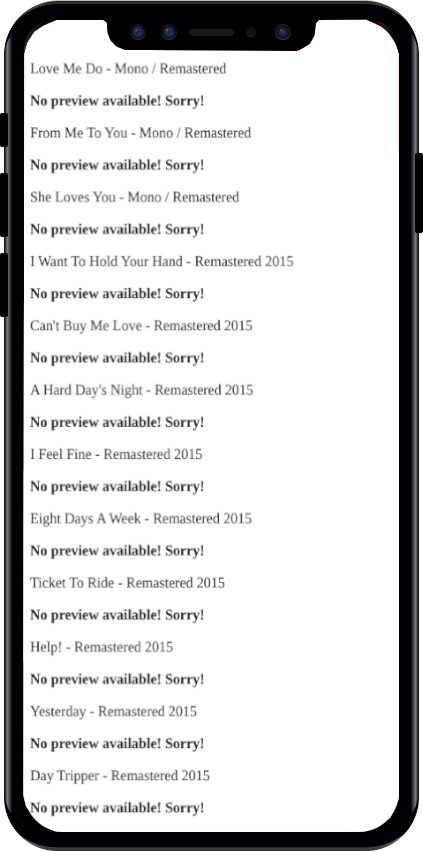 Love Me Do - Mono / Remastered
No preview available! Sorry!
From Me To You - Mono / Remastered
No preview available! Sorry!
She Loves You - Mono / Remastered
No preview available! Sorry!
I Want To Hold Your Hand - Remastered 2015
No preview available! Sorry!
Can't Buy Me Love - Remastered 2015
No preview available! Sorry!
A Hard Day's Night - Remastered 2015
No preview available! Sorry!
I Feel Fine - Remastered 2015
No preview available! Sorry!
Eight Days A Week - Remastered 2015
No preview available! Sorry!
Ticket To Ride - Remastered 2015
No preview available! Sorry!
Help! - Remastered 2015
No preview available! Sorry!
Yesterday - Remastered 2015
No preview available! Sorry!
Day Tripper - Remastered 2015
No preview available! Sorry!